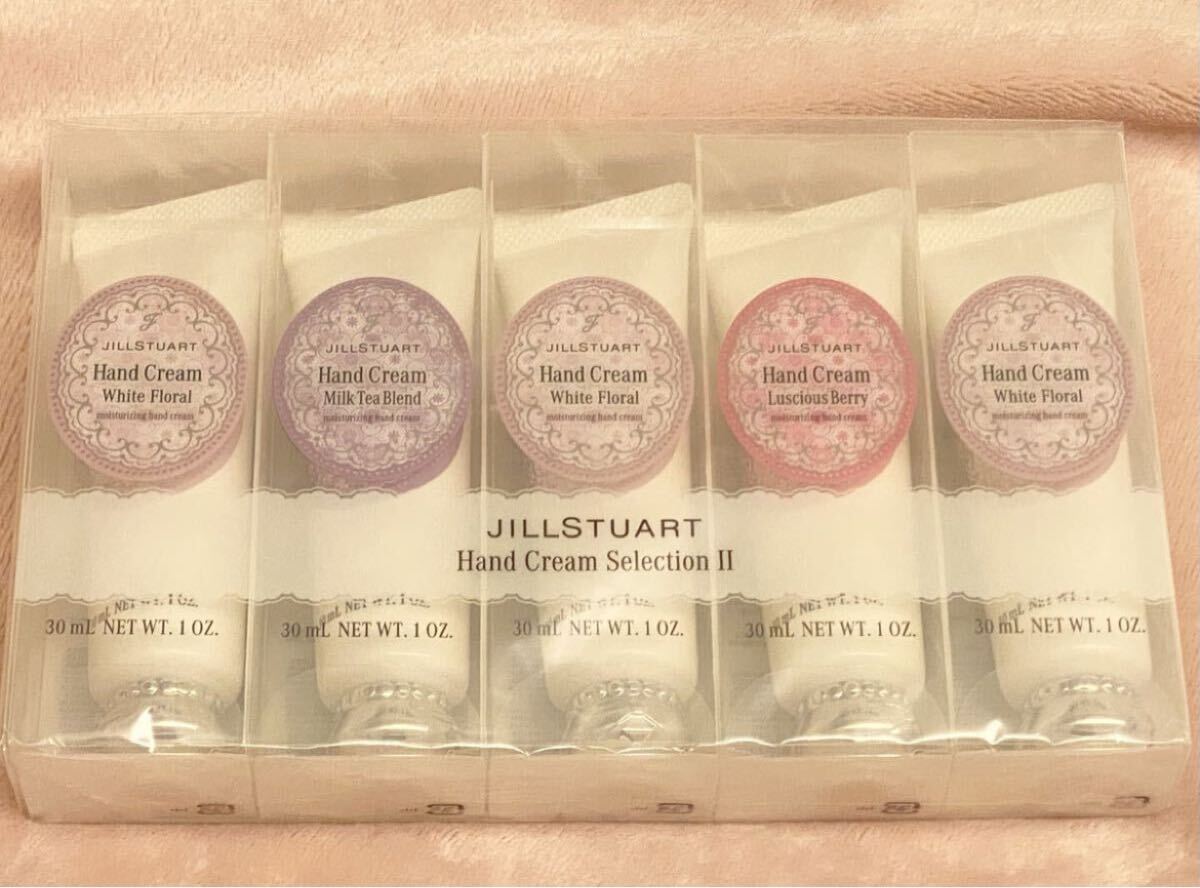 JILLSTUART
Hand Cream
White Floral
moisturizing hand cream
JILLSTUART
Hand Cream
Milk Tea Blend
moisturizing hand cream
JILLSTUART
Hand Cream
White Floral
moisturizing hand cream
JILLSTUART
Hand Cream
Luscious Berry
moisturizing hand cream
JILLSTUART
Hand Cream
White Floral
moisturizing hand cream
JILLSTUART
Hand Cream Selection II
30 mL NET WT. 1 OZ.
30 mL NET WT. 1 OZ.
30 mL NET WT. 1 OZ.
30 mL NET WT. 1 OZ.
30 mL NET WT. 1 OZ.